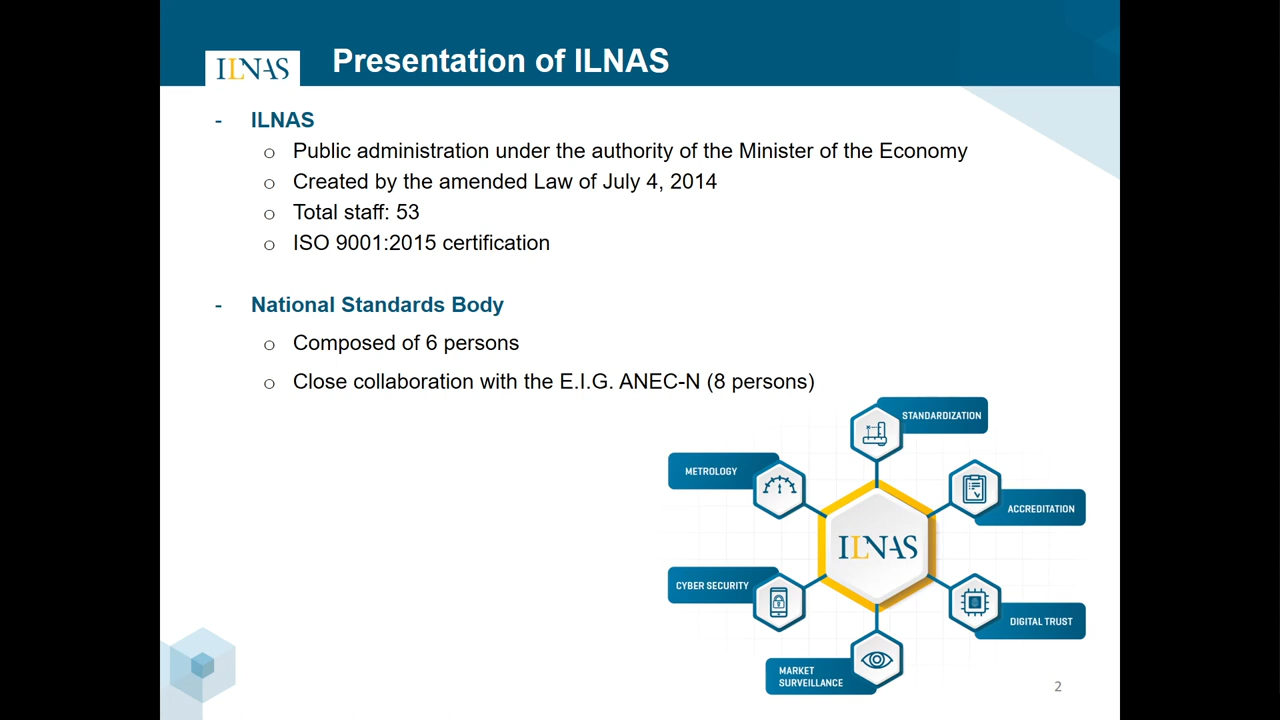 ILNAS
Presentation of ILNAS
- ILNAS
o Public administration under the authority of the Minister of the Economy
o Created by the amended Law of July 4, 2014
o Total staff: 53
o ISO 9001:2015 certification
- National Standards Body
o Composed of 6 persons
o Close collaboration with the E.I.G. ANEC-N (8 persons)
STANDARDIZATION
METROLOGY
ACCREDITATION
ILNAS
CYBER SECURITY
DIGITAL TRUST
MARKET
SURVEILLANCE
2